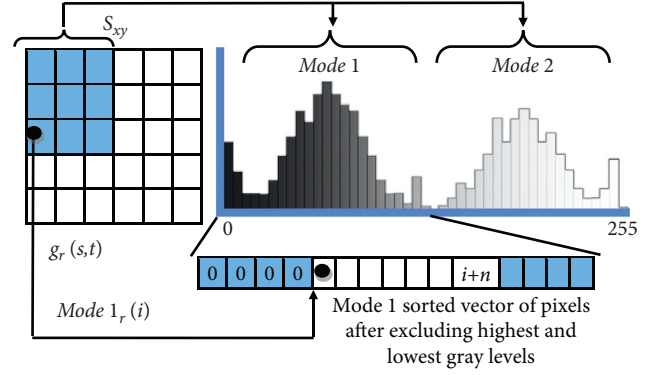 S_xy
Mode 1
Mode 2
0
255
g_r (s,t)
0 0 0 0
i+n
Mode 1_r (i)
Mode 1 sorted vector of pixels
after excluding highest and
lowest gray levels